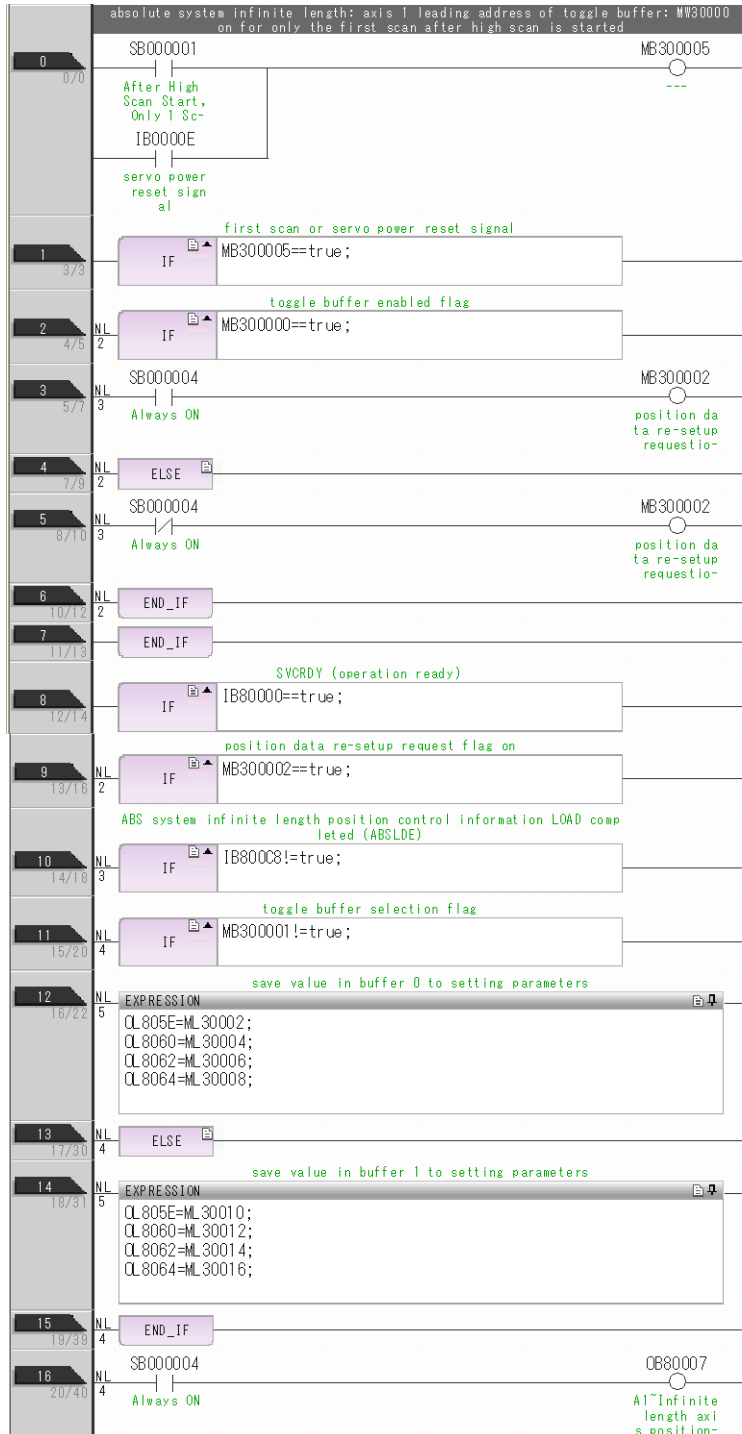 absolute system infinite length: axis 1 leading address of toggle buffer: MW30000
on for only the first scan after high scan is started
0
0/0
SB000001
MB300005
After High
Scan Start,
Only 1 Sc-
---
IB0000E
servo power
reset sign
al
first scan or servo power reset signal
1
3/3
IF
MB300005==true;
toggle buffer enabled flag
2
4/5
NL
2
IF
MB300000==true;
3
5/7
NL
3
SB000004
MB300002
Always ON
position da
ta re-setup
requestio-
4
7/9
NL
2
ELSE
5
8/10
NL
3
SB000004
MB300002
Always ON
position da
ta re-setup
requestio-
6
10/12
NL
2
END_IF
7
11/13
END_IF
SVCRDY (operation ready)
8
12/14
IF
IB80000==true;
position data re-setup request flag on
9
13/16
NL
2
IF
MB300002==true;
ABS system infinite length position control information LOAD comp
leted (ABSLDE)
10
14/18
NL
3
IF
IB800C8!=true;
toggle buffer selection flag
11
15/20
NL
4
IF
MB300001!=true;
save value in buffer 0 to setting parameters
12
16/22
NL
5
EXPRESSION
OL805E=ML30002;
OL8060=ML30004;
OL8062=ML30006;
OL8064=ML30008;
13
17/30
NL
4
ELSE
save value in buffer 1 to setting parameters
14
18/31
NL
5
EXPRESSION
OL805E=ML30010;
OL8060=ML30012;
OL8062=ML30014;
OL8064=ML30016;
15
19/39
NL
4
END_IF
16
20/40
NL
4
SB000004
OB80007
Always ON
A1~Infinite
length axi
s position-